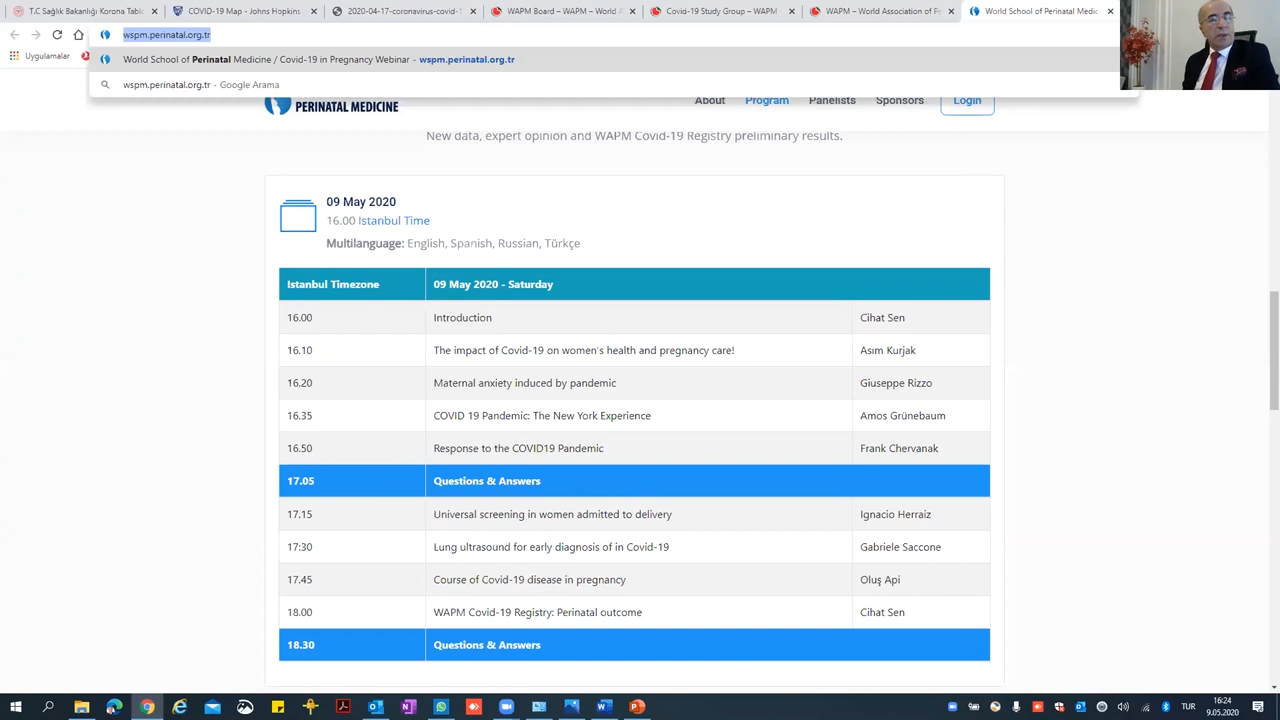 T.C Sağlık Bakanlığı Korona Tablo
COVID-19 Map - Johns Hopkins
2020-04-17-coronavirus-covid-1
WAPM Board – WAPM – World A
Covid-19 Study Group – WAPM
WAPM – World Association of P
World School of Perinatal Medic
wspm.perinatal.org.tr
Uygulamalar
World School of Perinatal Medicine / Covid-19 in Pregnancy Webinar - wspm.perinatal.org.tr
wspm.perinatal.org.tr - Google Arama
PERINATAL MEDICINE
About
Program
Panelists
Sponsors
Login
New data, expert opinion and WAPM Covid-19 Registry preliminary results.
09 May 2020
16.00 Istanbul Time
Multilanguage: English, Spanish, Russian, Türkçe
Istanbul Timezone 09 May 2020 - Saturday
16.00 Introduction Cihat Sen
16.10 The impact of Covid-19 on women's health and pregnancy care! Asım Kurjak
16.20 Maternal anxiety induced by pandemic Giuseppe Rizzo
16.35 COVID 19 Pandemic: The New York Experience Amos Grünebaum
16.50 Response to the COVID19 Pandemic Frank Chervanak
17.05 Questions & Answers
17.15 Universal screening in women admitted to delivery Ignacio Herraiz
17:30 Lung ultrasound for early diagnosis of in Covid-19 Gabriele Saccone
17.45 Course of Covid-19 disease in pregnancy Oluş Api
18.00 WAPM Covid-19 Registry: Perinatal outcome Cihat Sen
18.30 Questions & Answers
TUR
16:24
9.05.2020